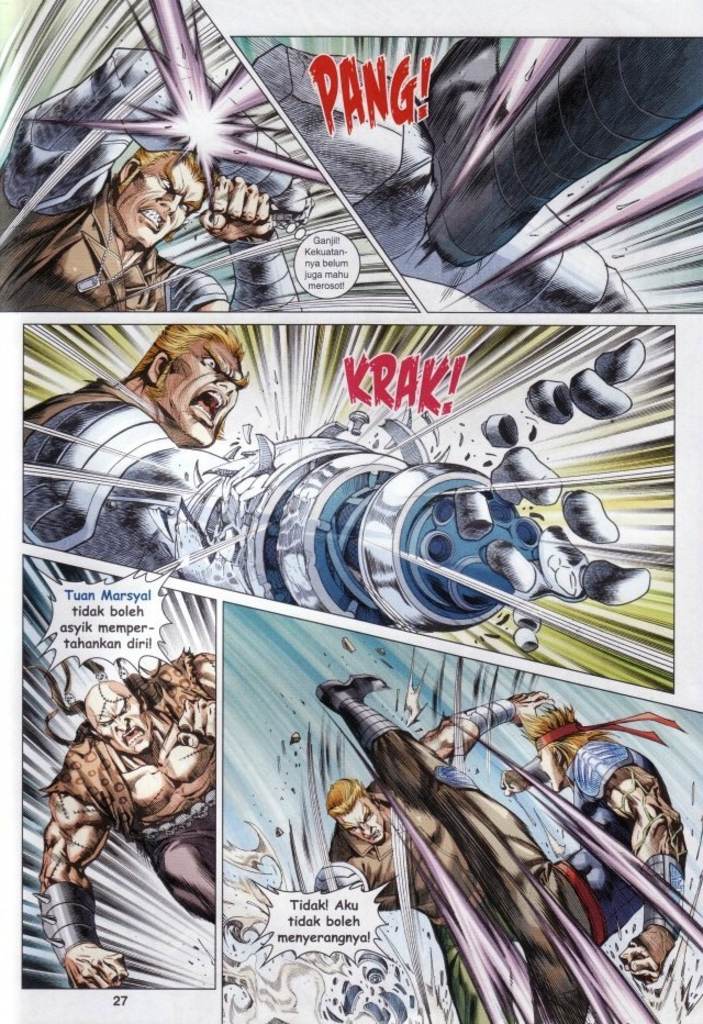 PANG!
Ganjil!
Kekuatan-
nya belum
juga mahu
merosot!
KRAK!
Tuan Marsyal
tidak boleh
asyik memper-
tahankan diri!
Tidak! Aku
tidak boleh
menyerangnya!
27